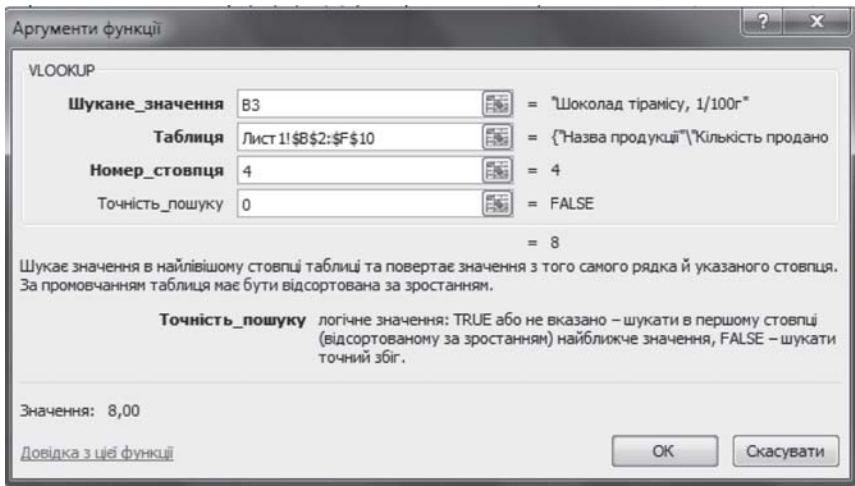 Аргументи функції
VLOOKUP
Шукане_значення B3 = "Шоколад тірамісу, 1/100г"
Таблиця Лист1!$B$2:$F$10 = {"Назва продукції"\"Кількість продано
Номер_стовпця 4 = 4
Точність_пошуку 0 = FALSE
= 8
Шукає значення в найлівішому стовпці таблиці та повертає значення з того самого рядка й указаного стовпця.
За промовчанням таблиця має бути відсортована за зростанням.
Точність_пошуку логічне значення: TRUE або не вказано – шукати в першому стовпці
(відсортованому за зростанням) найближче значення, FALSE – шукати
точний збіг.
Значення: 8,00
Довідка з цієї функції
ОК Скасувати